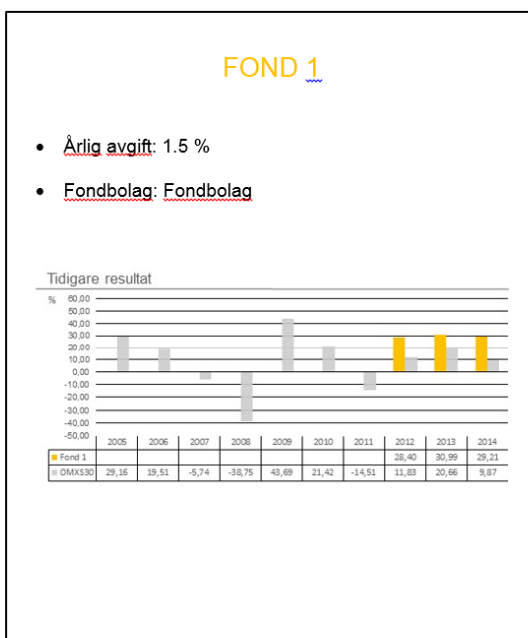 FOND 1
• Årlig avgift: 1.5 %
• Fondbolag: Fondbolag
Tidigare resultat
%
60,00
50,00
40,00
30,00
20,00
10,00
0,00
-10,00
-20,00
-30,00
-40,00
-50,00
2005 2006 2007 2008 2009 2010 2011 2012 2013 2014
Fond 1 28,40 30,99 29,21
OMXS30 29,16 19,51 -5,74 -38,75 43,69 21,42 -14,51 11,83 20,66 9,87